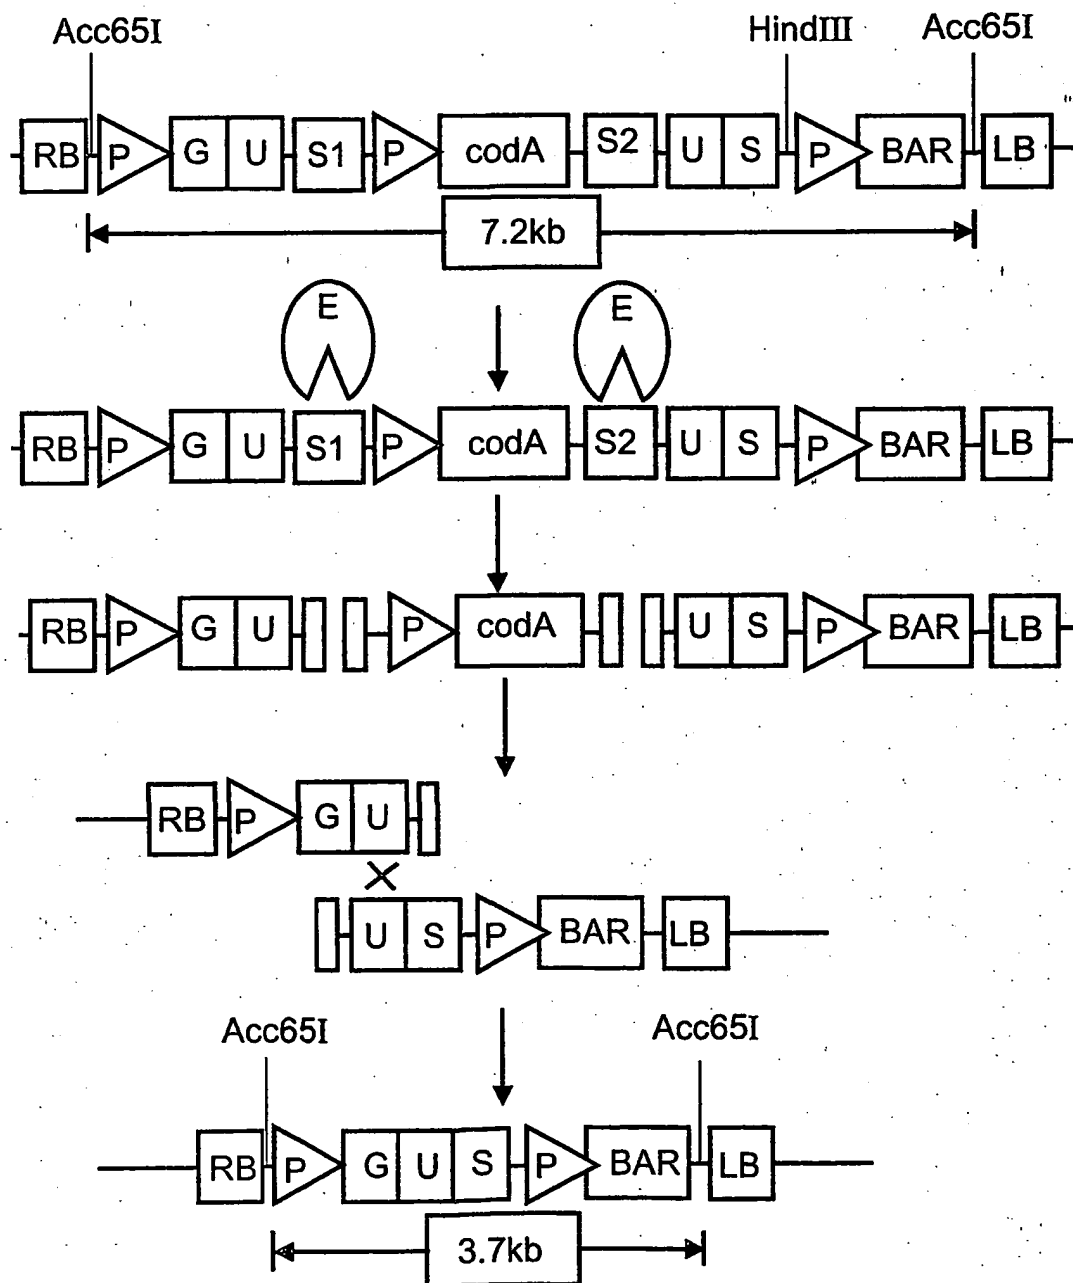 Acc65I HindIII Acc65I
RB P G U S1 P codA S2 U S P BAR LB
7.2kb
E E
RB P G U S1 P codA S2 U S P BAR LB
RB P G U P codA U S P BAR LB
RB P G U
U S P BAR LB
Acc65I Acc65I
RB P G U S P BAR LB
3.7kb